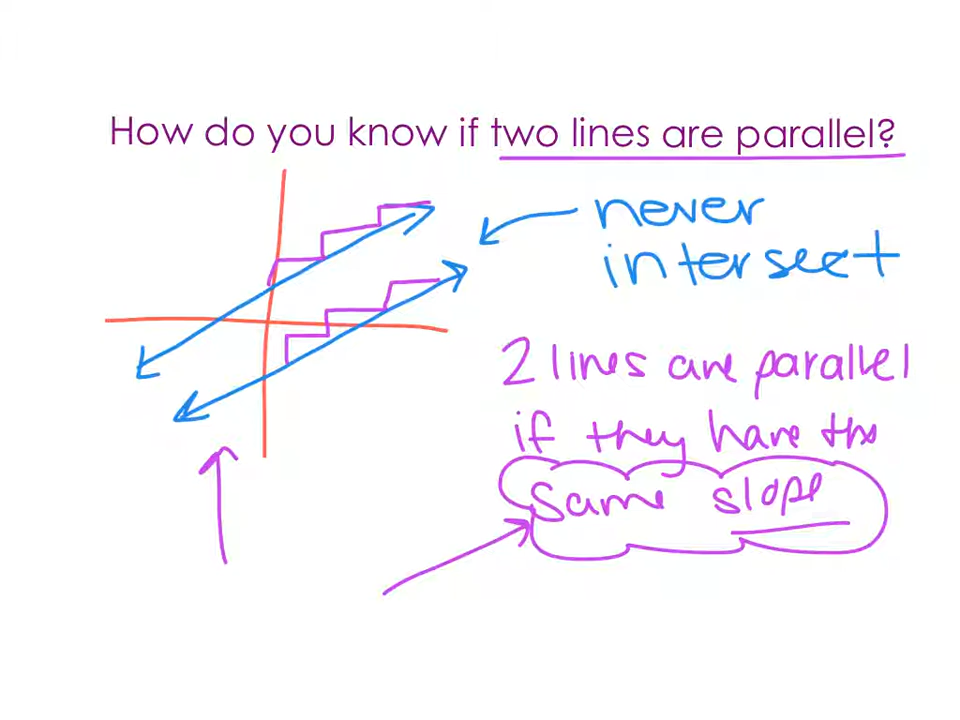 How do you know if two lines are parallel?
never
intersect
2 lines are parallel
if they have the
same slope